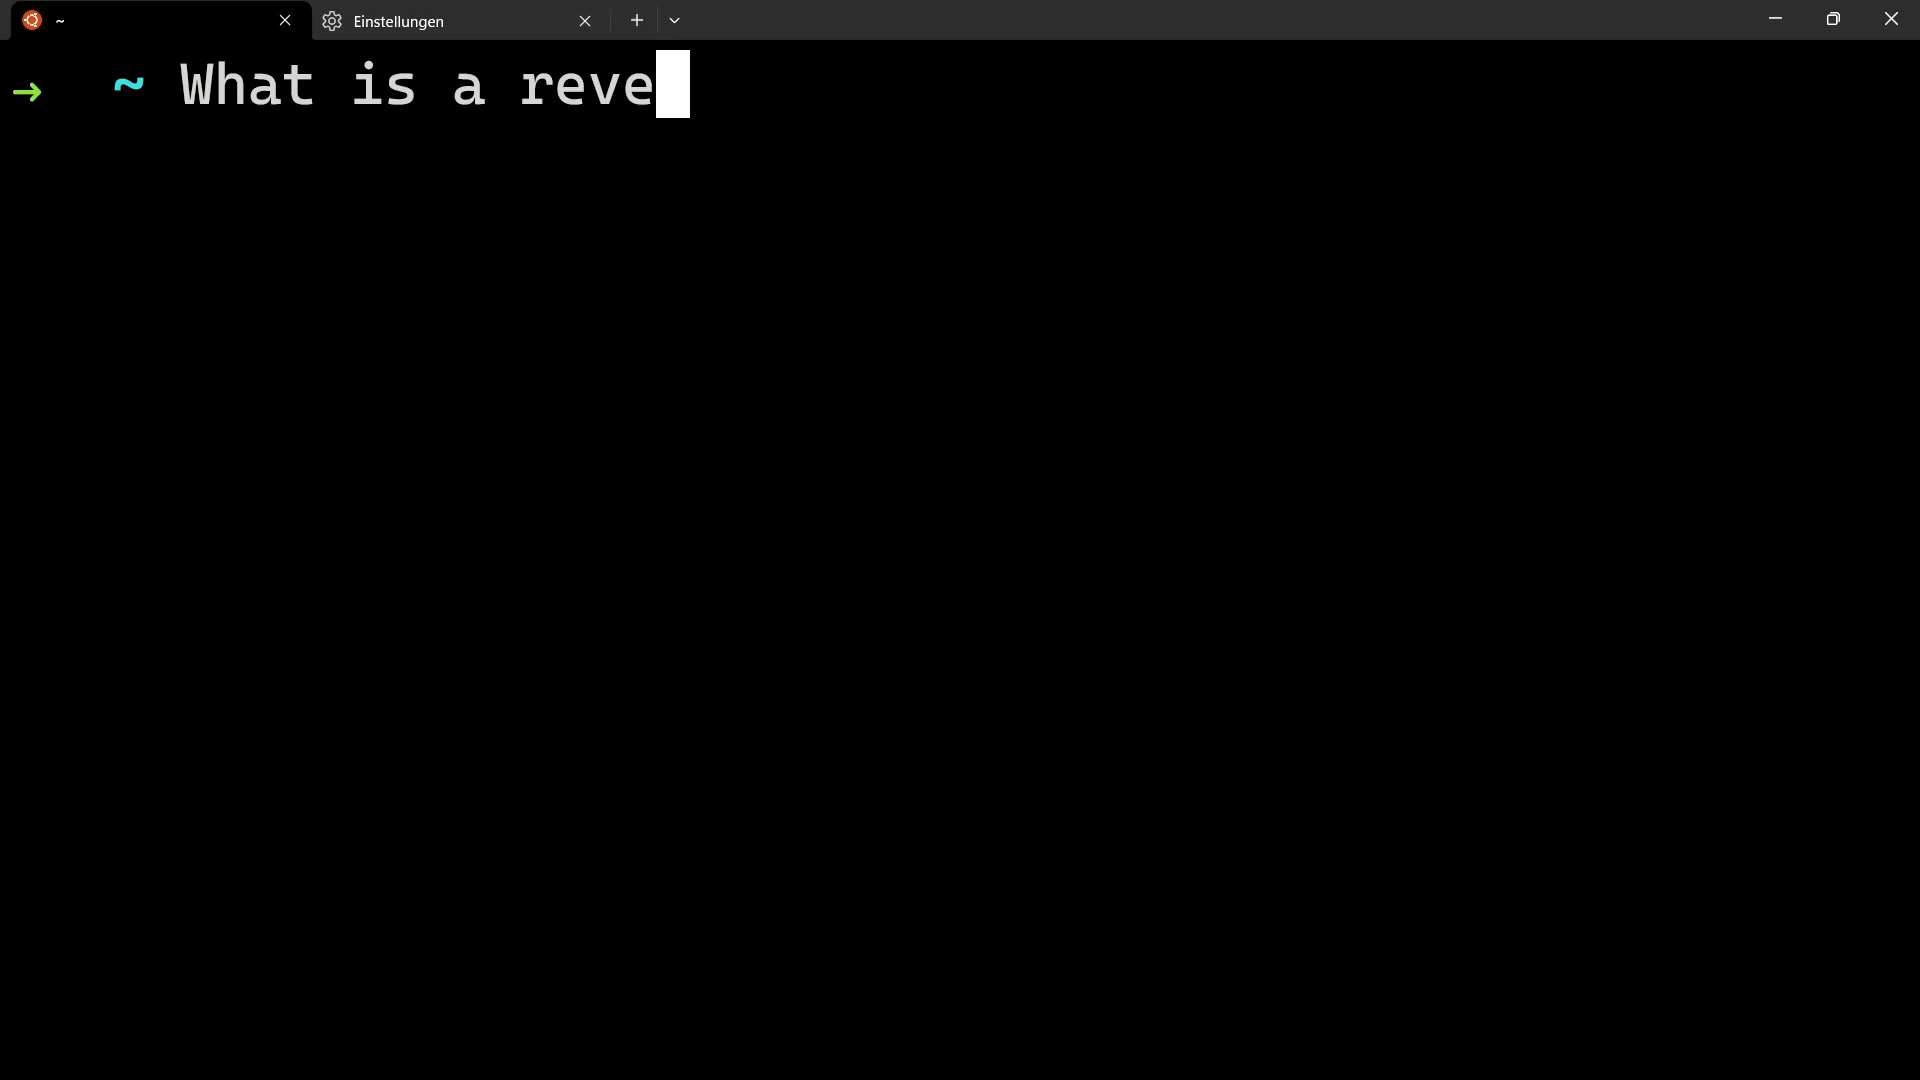 ~
Einstellungen
→ ~ What is a reve